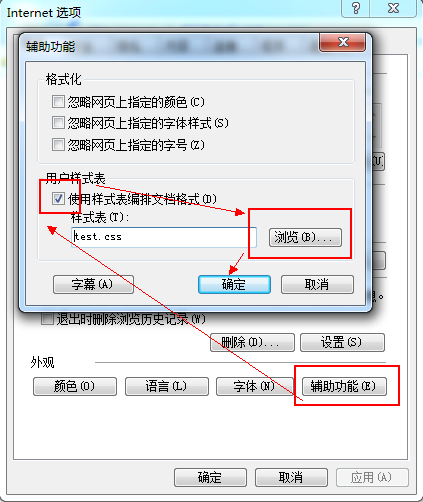 Internet 选项
辅助功能
格式化
忽略网页上指定的颜色(C)
忽略网页上指定的字体样式(S)
忽略网页上指定的字号(Z)
用户样式表
使用样式表编排文档格式(D)
样式表(T):
test.css
浏览(B)...
字幕(A)
确定
取消
退出时删除浏览历史记录(W)
删除(D)...
设置(S)
外观
颜色(O)
语言(L)
字体(N)
辅助功能(E)
确定
取消
应用(A)